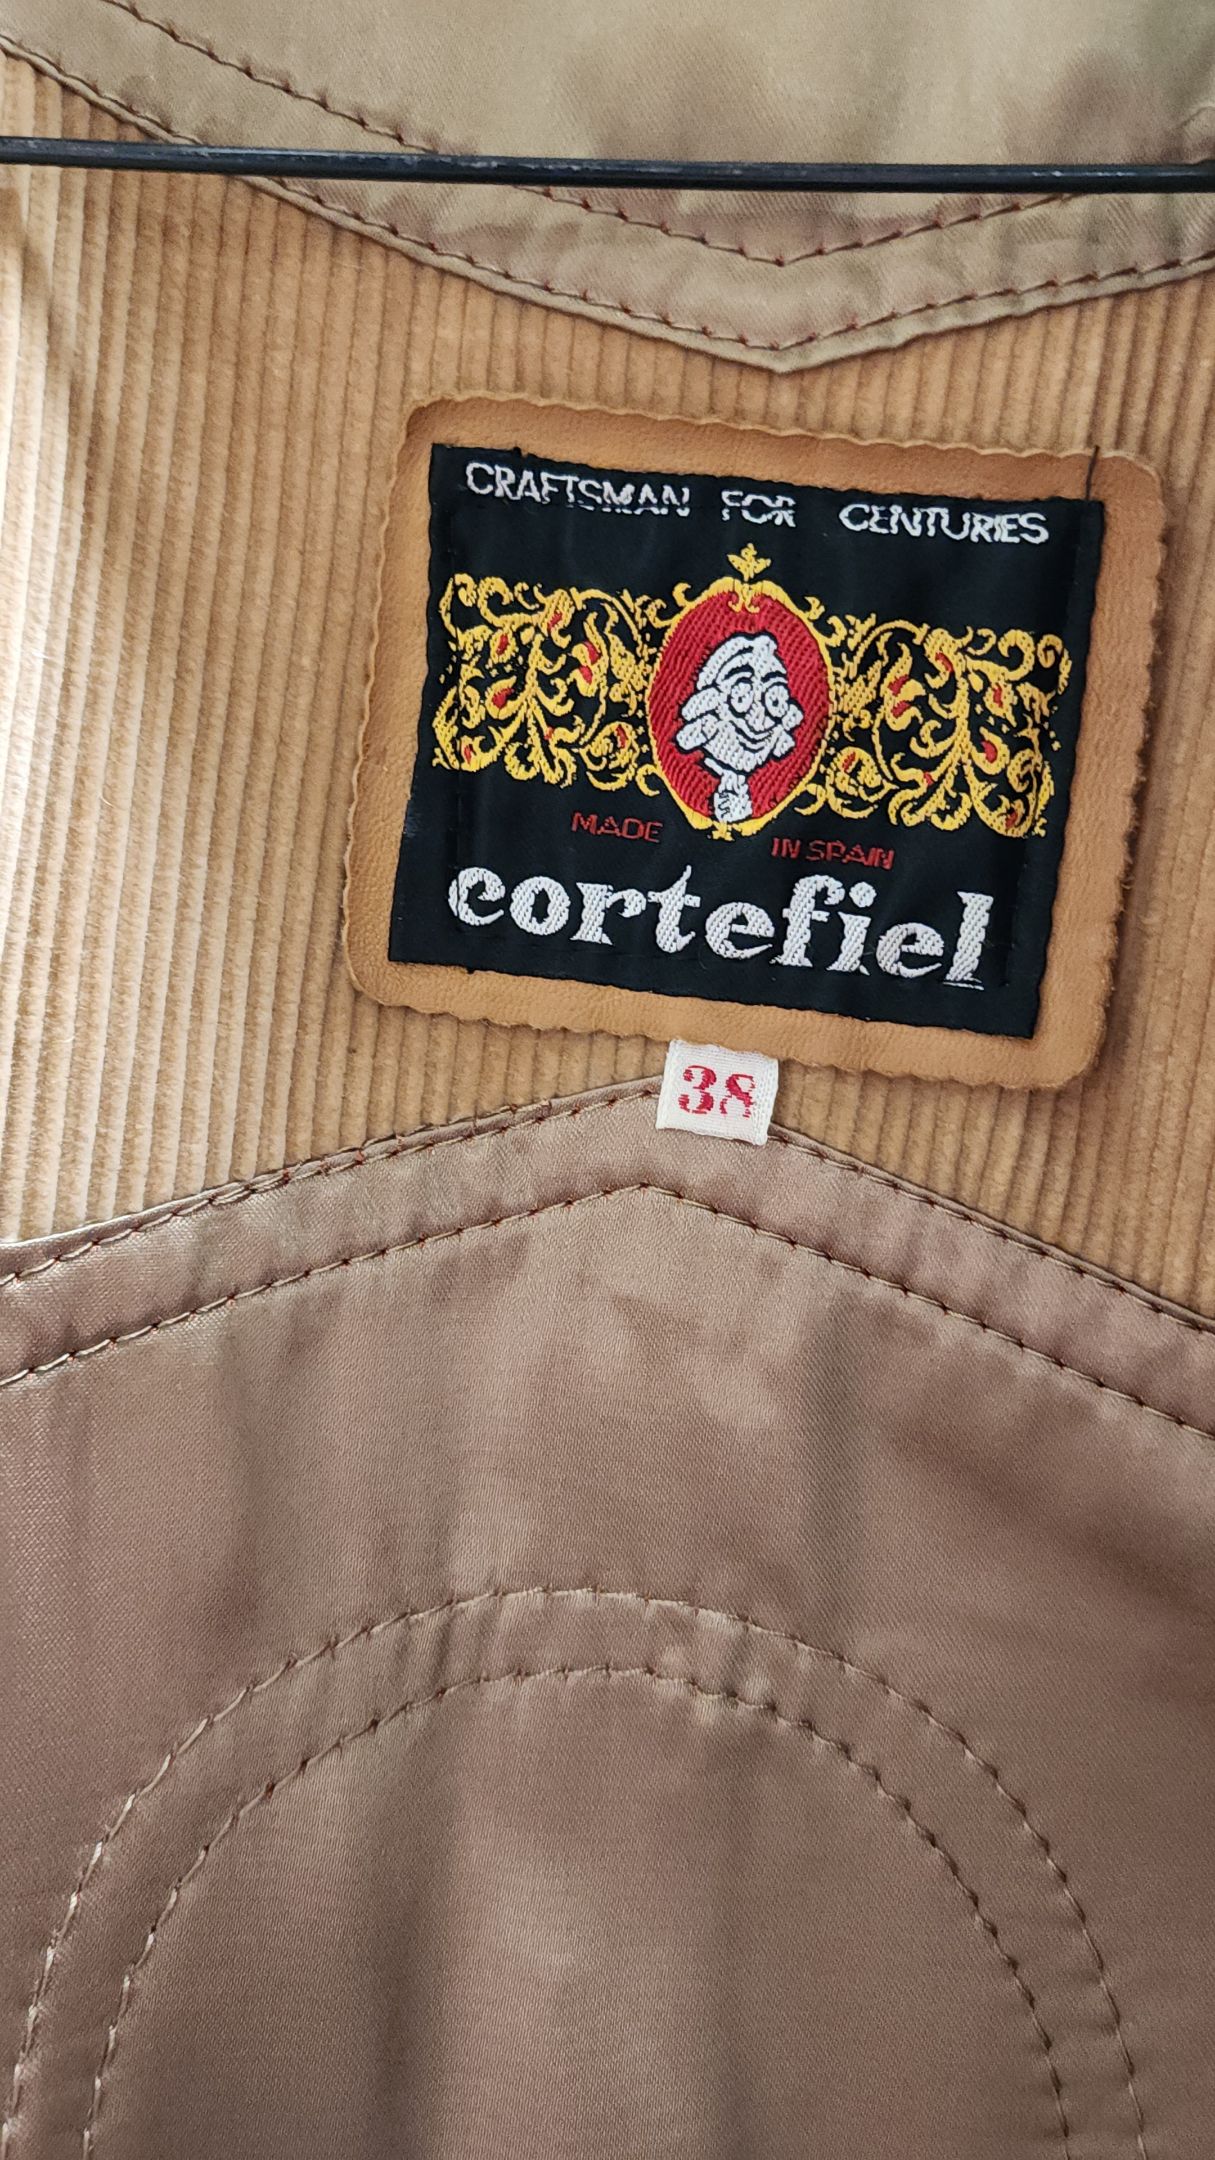 CRAFTSMAN FOR CENTURIES
MADE IN SPAIN
cortefiel
38